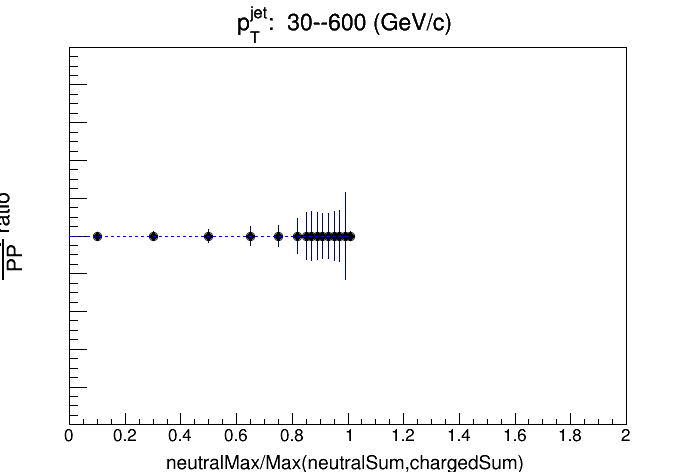 p_T^jet: 30--600 (GeV/c)
PP ratio
0 0.2 0.4 0.6 0.8 1 1.2 1.4 1.6 1.8 2
neutralMax/Max(neutralSum,chargedSum)